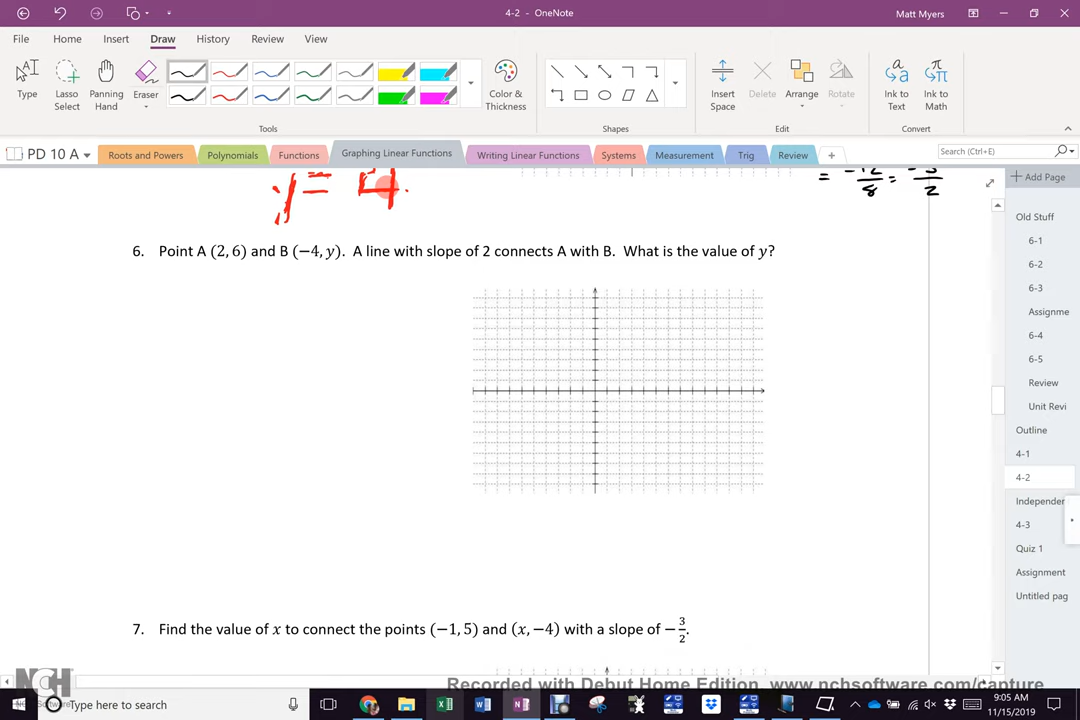 4-2 - OneNote
Matt Myers
File Home Insert Draw History Review View
Type
Lasso Select
Panning Hand
Eraser
Color & Thickness
Insert Space
Delete
Arrange
Rotate
Ink to Text
Ink to Math
Tools
Shapes
Edit
Convert
PD 10 A
Roots and Powers
Polynomials
Functions
Graphing Linear Functions
Writing Linear Functions
Systems
Measurement
Trig
Review
Search (Ctrl+E)
Add Page
y =
= -12/8 = -3/2
6. Point A (2, 6) and B (−4, y). A line with slope of 2 connects A with B. What is the value of y?
7. Find the value of x to connect the points (−1, 5) and (x, −4) with a slope of −3/2.
Old Stuff
6-1
6-2
6-3
Assignme
6-4
6-5
Review
Unit Revi
Outline
4-1
4-2
Independer
4-3
Quiz 1
Assignment
Untitled pag
NCH
Software
Recorded with Debut Home Edition www.nchsoftware.com/capture
Type here to search
9:05 AM
11/15/2019